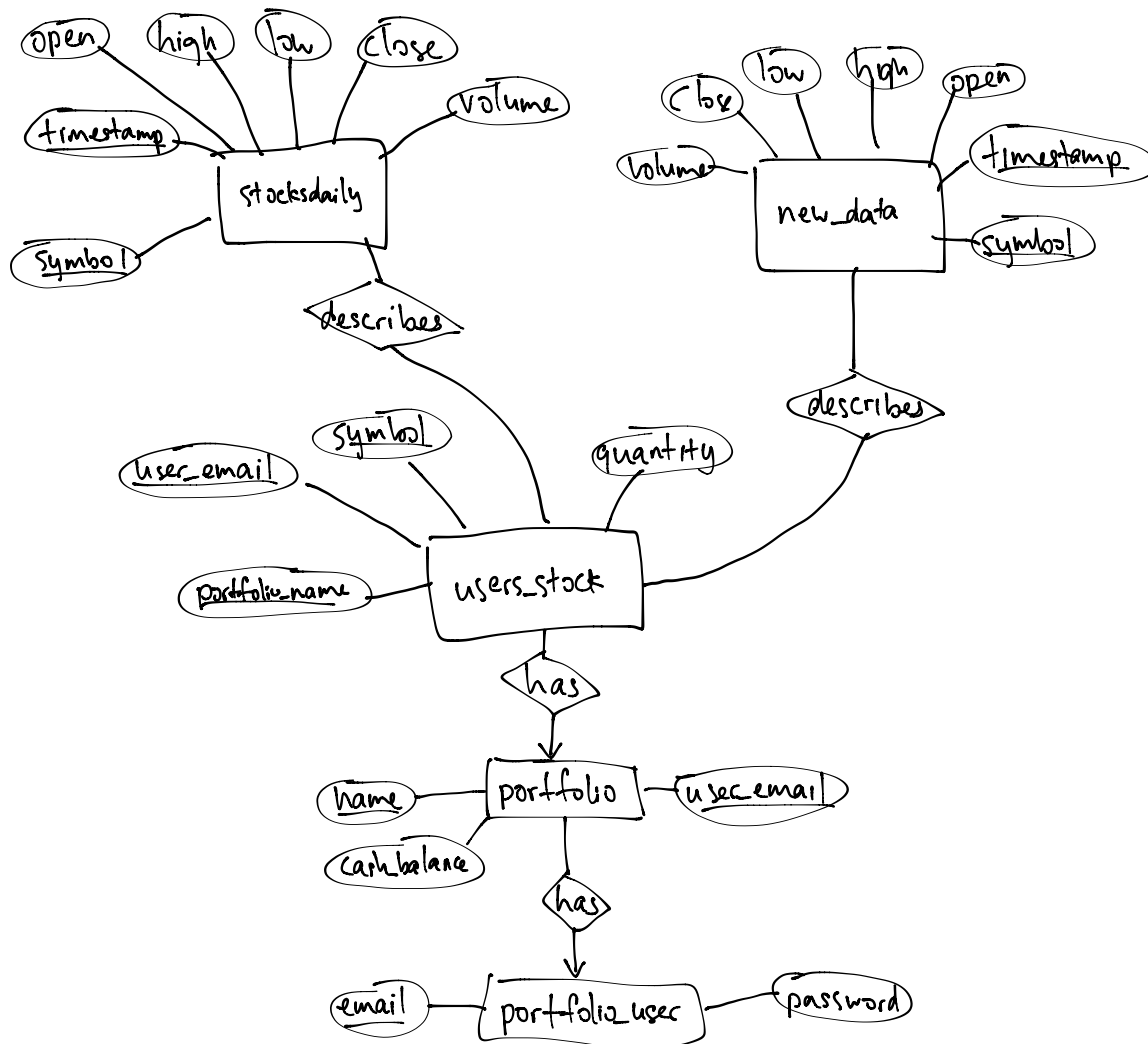 open
high
low
close
volume
timestamp
stocksdaily
symbol
describes
close
low
high
open
volume
timestamp
new_data
symbol
describes
user_email
symbol
quantity
portfolio_name
users_stock
has
name
portfolio
user_email
cash_balance
has
email
portfolio_user
password